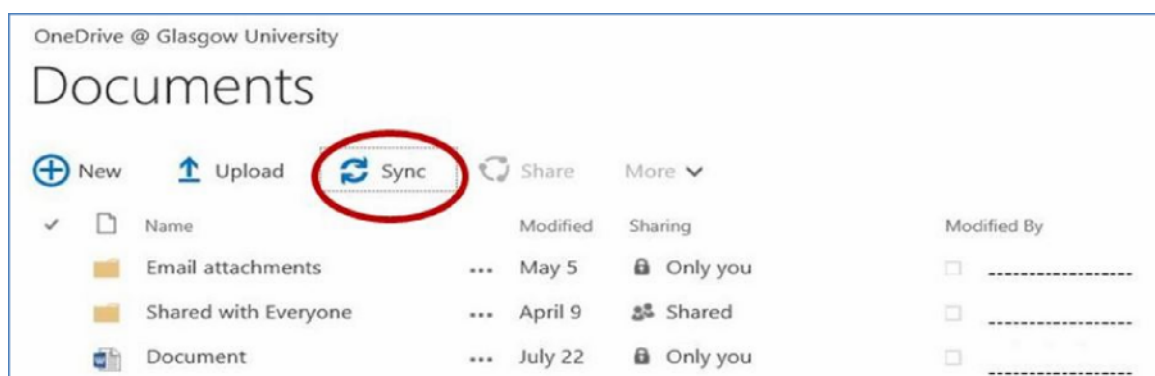 OneDrive @ Glasgow University
Documents
New Upload Sync Share More
Name Modified Sharing Modified By
Email attachments ... May 5 Only you
Shared with Everyone ... April 9 Shared
Document ... July 22 Only you